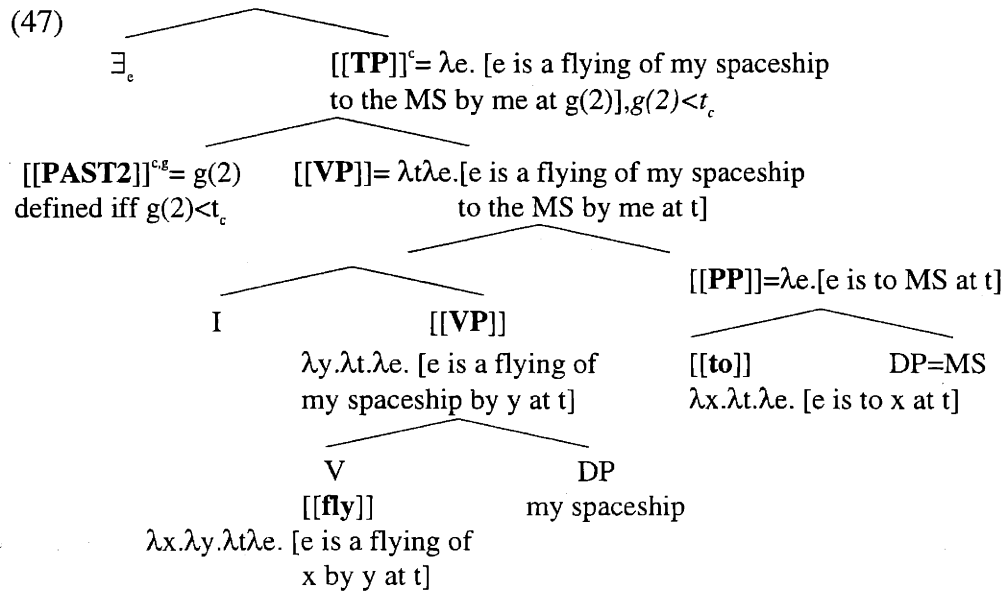 (47)
∃e [[TP]]ᶜ= λe. [e is a flying of my spaceship
to the MS by me at g(2)],g(2)<t꜀
[[PAST2]]ᶜ,ᵍ= g(2) [[VP]]= λtλe.[e is a flying of my spaceship
defined iff g(2)<t꜀ to the MS by me at t]
[[PP]]=λe.[e is to MS at t]
I [[VP]]
λy.λt.λe. [e is a flying of [[to]] DP=MS
my spaceship by y at t] λx.λt.λe. [e is to x at t]
V DP
[[fly]] my spaceship
λx.λy.λtλe. [e is a flying of
x by y at t]